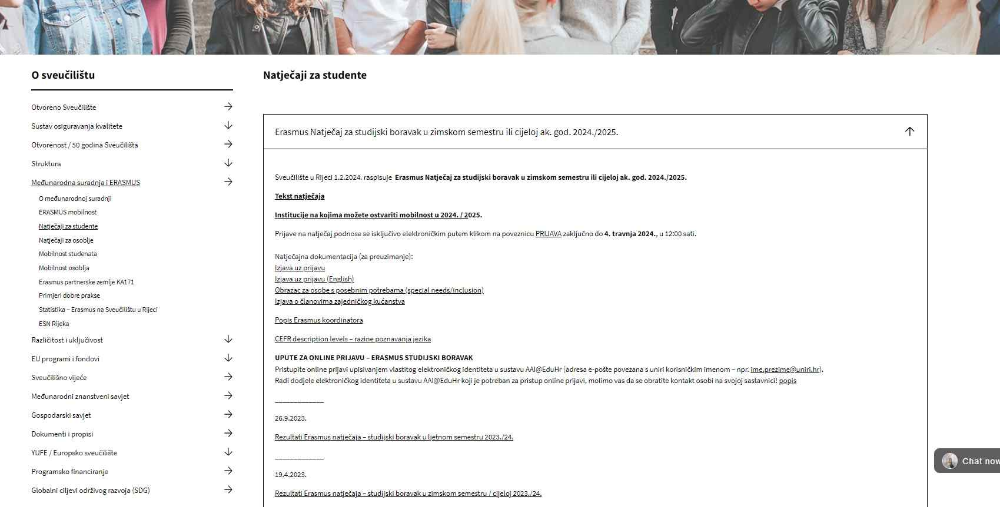 O sveučilištu
Otvoreno Sveučilište
Sustav osiguravanja kvalitete
Otvorenost / 50 godina Sveučilišta
Struktura
Međunarodna suradnja i ERASMUS
O međunarodnoj suradnji
ERASMUS mobilnost
Natječaji za studente
Natječaji za osoblje
Mobilnost studenata
Mobilnost osoblja
Erasmus partnerske zemlje KA171
Primjeri dobre prakse
Statistika – Erasmus na Sveučilištu u Rijeci
ESN Rijeka
Različitost i uključivost
EU programi i fondovi
Sveučilišno vijeće
Međunarodni znanstveni savjet
Gospodarski savjet
Dokumenti i propisi
YUFE / Europsko sveučilište
Programsko financiranje
Globalni ciljevi održivog razvoja (SDG)
Natječaji za studente
Erasmus Natječaj za studijski boravak u zimskom semestru ili cijeloj ak. god. 2024./2025.
Sveučilište u Rijeci 1.2.2024. raspisuje Erasmus Natječaj za studijski boravak u zimskom semestru ili cijeloj ak. god. 2024./2025.
Tekst natječaja
Institucije na kojima možete ostvariti mobilnost u 2024. / 2025.
Prijave na natječaj podnose se isključivo elektroničkim putem klikom na poveznicu PRIJAVA zaključno do 4. travnja 2024., u 12:00 sati.
Natječajna dokumentacija (za preuzimanje):
Izjava uz prijavu
Izjava uz prijavu (English)
Obrazac za osobe s posebnim potrebama (special needs/inclusion)
Izjava o članovima zajedničkog kućanstva
Popis Erasmus koordinatora
CEFR description levels – razine poznavanja jezika
UPUTE ZA ONLINE PRIJAVU – ERASMUS STUDIJSKI BORAVAK
Pristupite online prijavi upisivanjem vlastitog elektroničkog identiteta u sustavu AAI@EduHr (adresa e-pošte povezana s uniri korisničkim imenom – npr. ime.prezime@uniri.hr).
Radi dodjele elektroničkog identiteta u sustavu AAI@EduHr koji je potreban za pristup online prijavi, molimo vas da se obratite kontakt osobi na svojoj sastavnici! popis
_____________
26.9.2023.
Rezultati Erasmus natječaja – studijski boravak u ljetnom semestru 2023./24.
_____________
19.4.2023.
Rezultati Erasmus natječaja – studijski boravak u zimskom semestru / cijeloj 2023./24.
Chat now